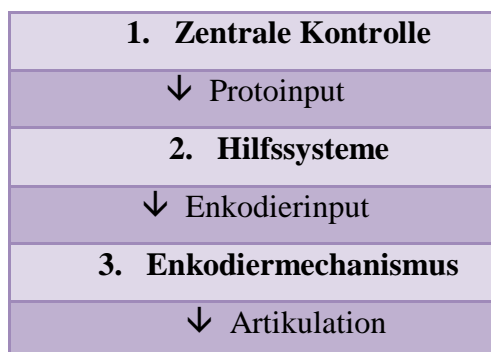 1. Zentrale Kontrolle
↓ Protoinput
2. Hilfssysteme
↓ Enkodierinput
3. Enkodiermechanismus
↓ Artikulation